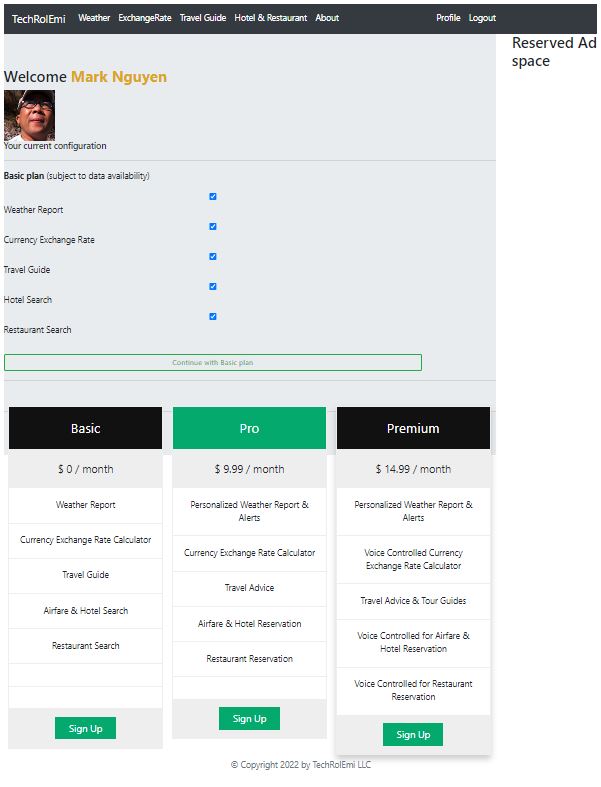 TechRolEmi Weather ExchangeRate Travel Guide Hotel & Restaurant About Profile Logout
Reserved Ad
space
Welcome Mark Nguyen
Your current configuration
Basic plan (subject to data availability)
Weather Report
Currency Exchange Rate
Travel Guide
Hotel Search
Restaurant Search
Continue with Basic plan
Basic
$ 0 / month
Weather Report
Currency Exchange Rate Calculator
Travel Guide
Airfare & Hotel Search
Restaurant Search
Sign Up
Pro
$ 9.99 / month
Personalized Weather Report &
Alerts
Currency Exchange Rate Calculator
Travel Advice
Airfare & Hotel Reservation
Restaurant Reservation
Sign Up
Premium
$ 14.99 / month
Personalized Weather Report &
Alerts
Voice Controlled Currency
Exchange Rate Calculator
Travel Advice & Tour Guides
Voice Controlled for Airfare &
Hotel Reservation
Voice Controlled for Restaurant
Reservation
Sign Up
© Copyright 2022 by TechRolEmi LLC